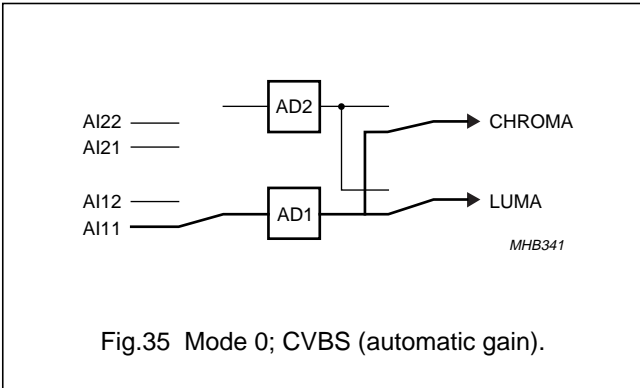 AD2
AI22
CHROMA
AI21
AI12
LUMA
AI11
AD1
MHB341
Fig.35 Mode 0; CVBS (automatic gain).